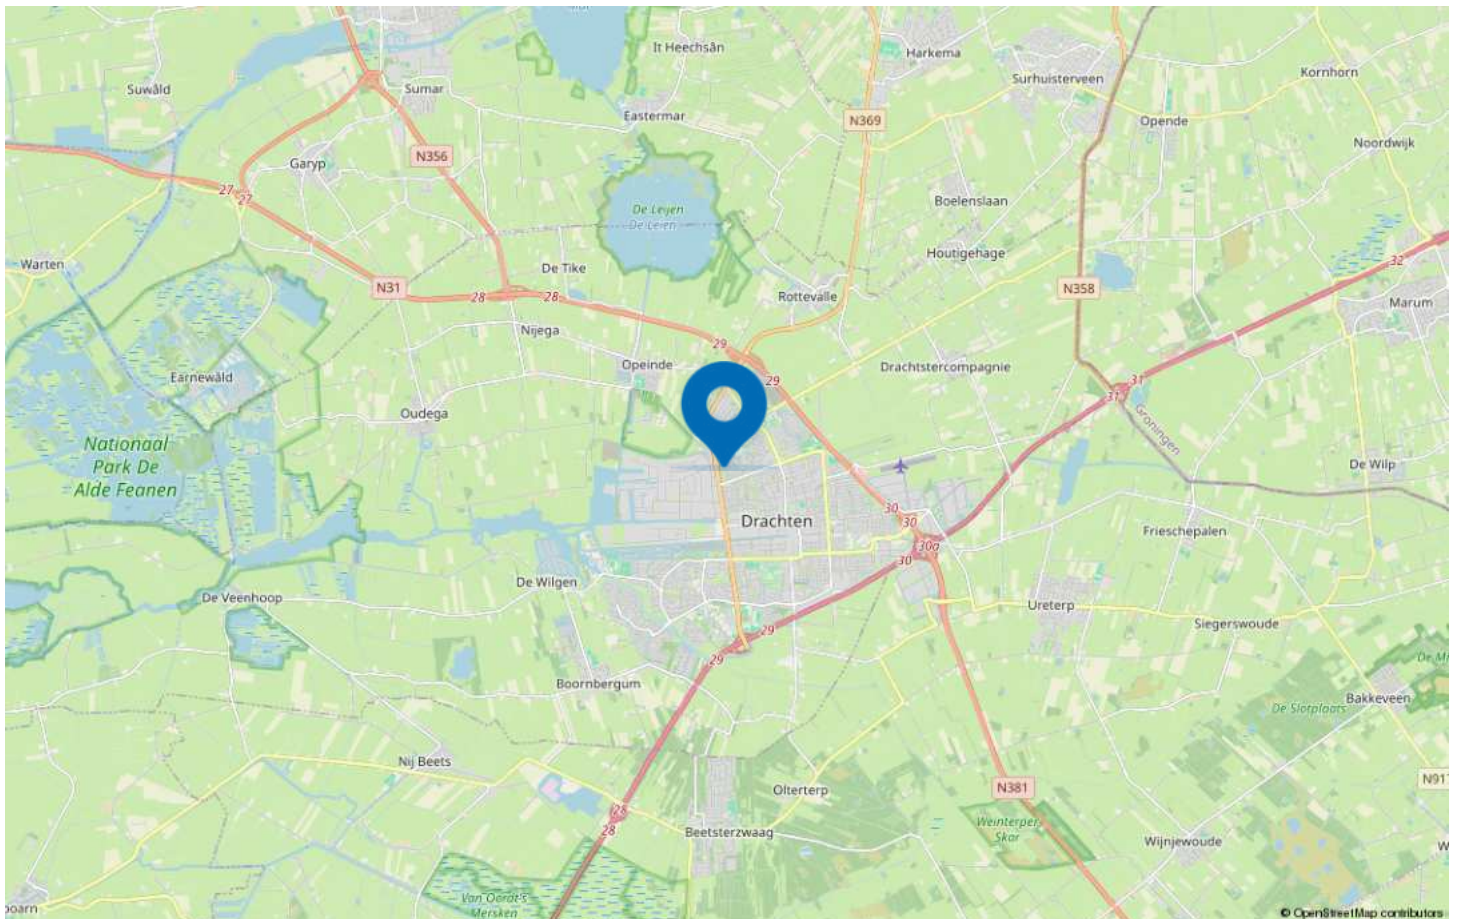 It Heechsân
Harkema
Surhuisterveen
Kornhorn
Suwâld
Sumar
Eastermar
N369
Opende
Noordwijk
Garyp
N356
27
27
De Leijen
De Leien
Boelenslaan
Houtigehage
Warten
De Tike
N31
28
28
Rottevalle
N358
32
Marum
Nijega
29
Opeinde
29
Drachtstercompagnie
31
31
Groningen
Earnewâld
Oudega
Nationaal
Park De
Alde Feanen
De Wilp
30
30
Drachten
30a
30
Frieschepalen
De Wilgen
De Veenhoop
Ureterp
Siegerswoude
29
29
Boornbergum
De Slotplaats
Bakkeveen
Nij Beets
N381
Olterterp
28
28
Beetsterzwaag
Weinterper
Skar
Wijnjewoude
Van Oordt's
Mersken
© OpenStreetMap contributors